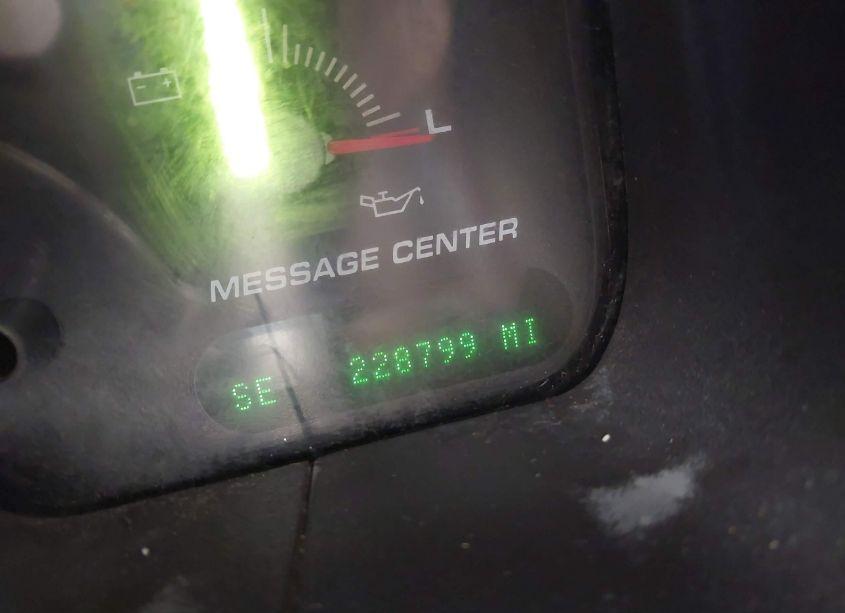 L
MESSAGE CENTER
SE 228799 MI